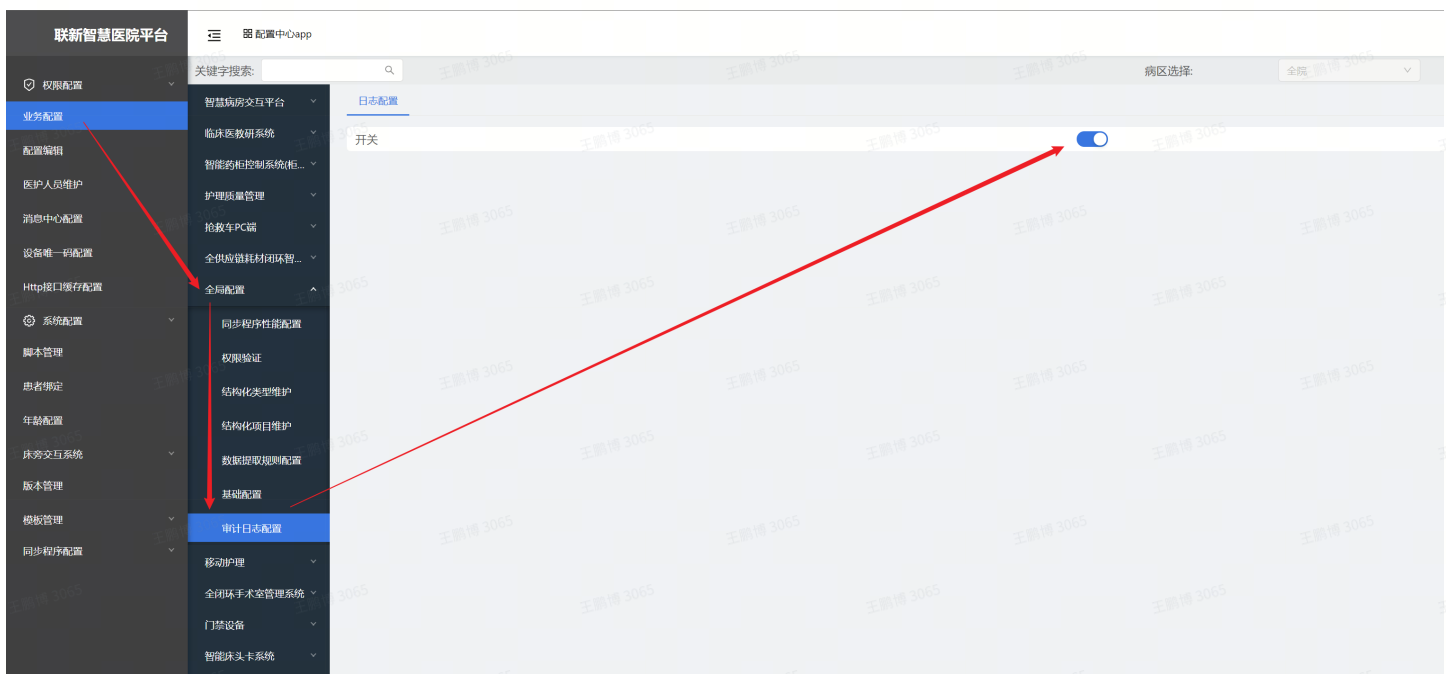 联新智慧医院平台
配置中心app
关键字搜索:
病区选择:
全院
权限配置
业务配置
配置编辑
医护人员维护
消息中心配置
设备唯一码配置
Http接口缓存配置
系统配置
脚本管理
患者绑定
年龄配置
床旁交互系统
版本管理
模板管理
同步程序配置
智慧病房交互平台
临床医教研系统
智能药柜控制系统(柜...
护理质量管理
抢救车PC端
全供应链耗材闭环智...
全局配置
同步程序性能配置
权限验证
结构化类型维护
结构化项目维护
数据提取规则配置
基础配置
审计日志配置
移动护理
全闭环手术室管理系统
门禁设备
智能床头卡系统
日志配置
开关
王鹏博 3065